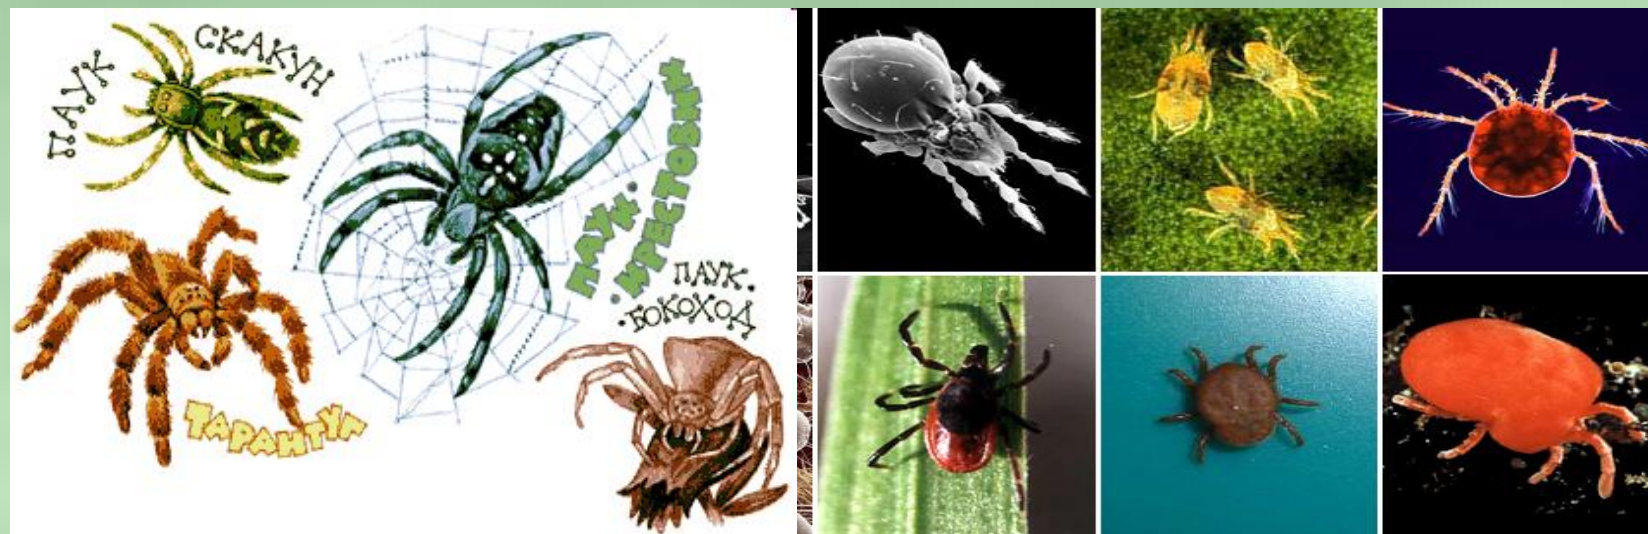 ПАУК
СКАКУН
ПАУК-
-КРЕСТОВИК
ПАУК-
-БОКОХОД
ТАРАНТУЛ